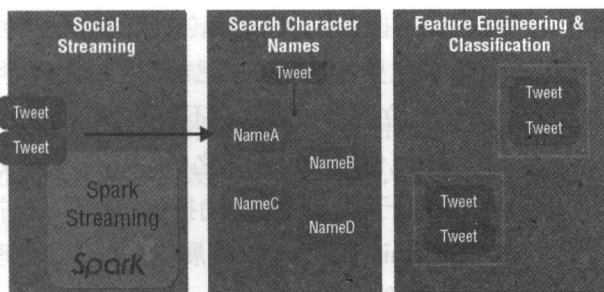 Social
Streaming
Tweet
Tweet
Spark
Streaming
Spark
Search Character
Names
Tweet
NameA
NameB
NameC
NameD
Feature Engineering &
Classification
Tweet
Tweet
Tweet
Tweet